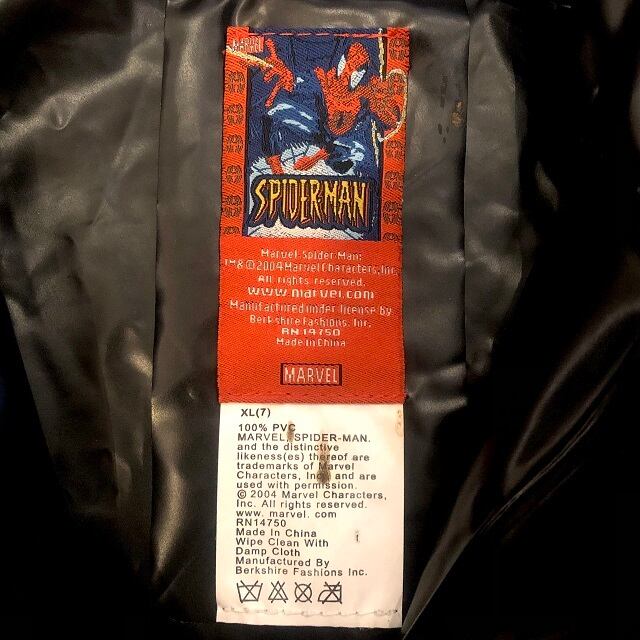 MARVEL
SPIDER-MAN
Marvel, Spider-Man:
TM & © 2004 Marvel Characters, Inc.
All rights reserved.
www.marvel.com
Manufactured under license by
Berkshire Fashions, Inc.
RN 14750
Made in China
MARVEL
XL(7)
100% PVC
MARVEL, SPIDER-MAN.
and the distinctive
likeness(es) thereof are
trademarks of Marvel
Characters, Inc. and are
used with permission.
© 2004 Marvel Characters,
Inc. All rights reserved.
www. marvel. com
RN14750
Made In China
Wipe Clean With
Damp Cloth
Manufactured By
Berkshire Fashions Inc.